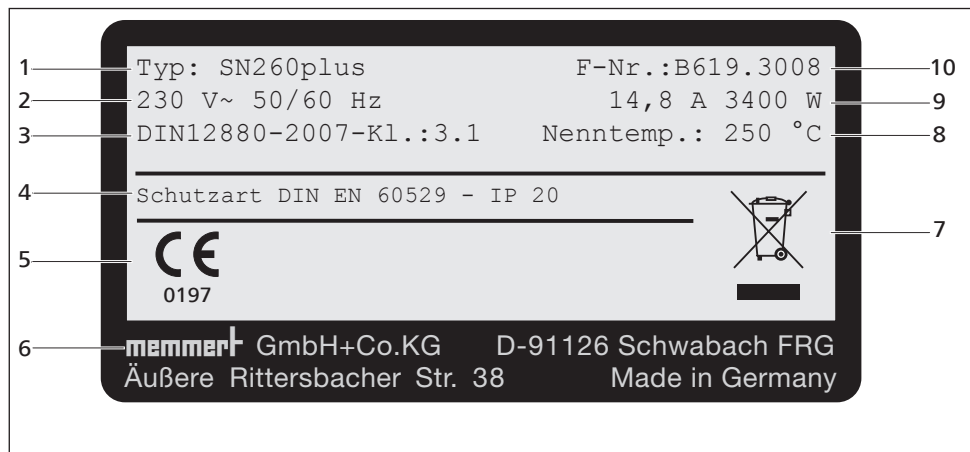 1 Typ: SN260plus F-Nr.:B619.3008 10
2 230 V~ 50/60 Hz 14,8 A 3400 W 9
3 DIN12880-2007-Kl.:3.1 Nenntemp.: 250 °C 8
4 Schutzart DIN EN 60529 - IP 20
5 CE 7
0197
6 memmert GmbH+Co.KG D-91126 Schwabach FRG
Äußere Rittersbacher Str. 38 Made in Germany